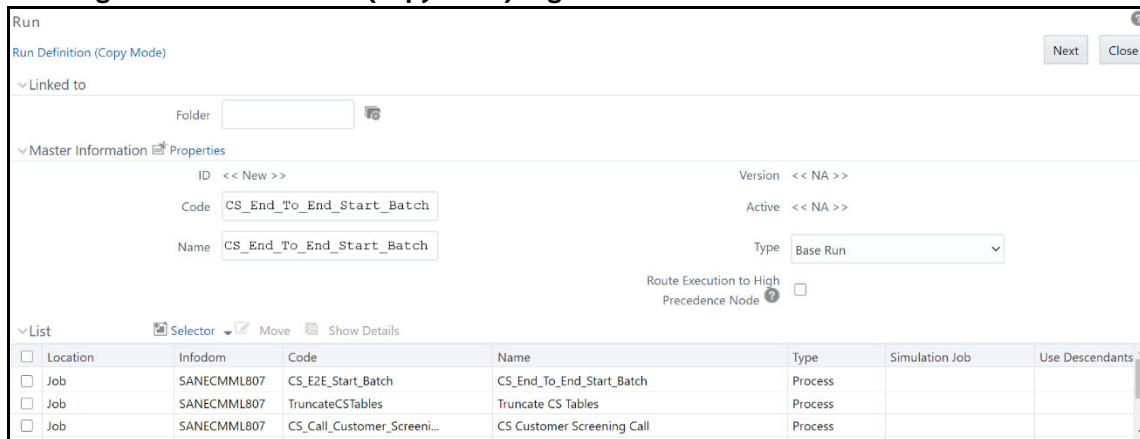 Run
Run Definition (Copy Mode) Next Close
Linked to
Folder
Master Information Properties
ID << New >> Version << NA >>
Code CS_End_To_End_Start_Batch Active << NA >>
Name CS_End_To_End_Start_Batch Type Base Run
Route Execution to High
Precedence Node ?
List Selector Move Show Details
Location Infodom Code Name Type Simulation Job Use Descendants
Job SANECMML807 CS_E2E_Start_Batch CS_End_To_End_Start_Batch Process
Job SANECMML807 TruncateCSTables Truncate CS Tables Process
Job SANECMML807 CS_Call_Customer_Screeni... CS Customer Screening Call Process